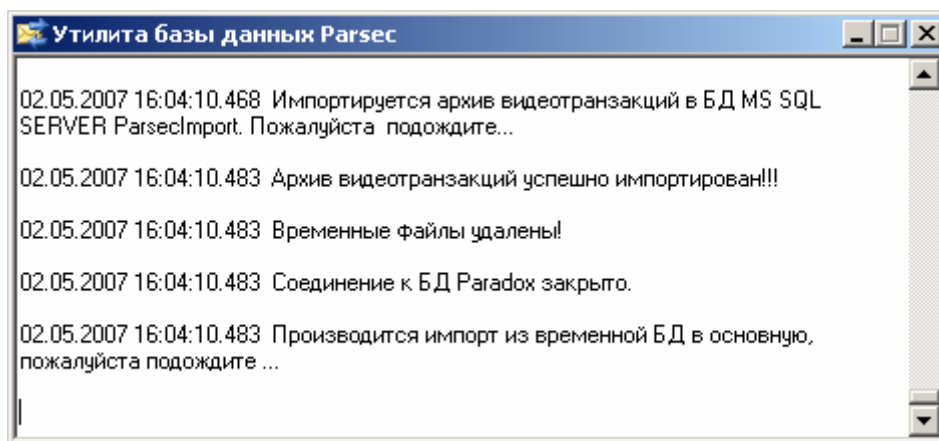 Утилита базы данных Parsec
02.05.2007 16:04:10.468  Импортируется архив видеотранзакций в БД MS SQL
SERVER ParsecImport. Пожалуйста  подождите...
02.05.2007 16:04:10.483  Архив видеотранзакций успешно импортирован!!!
02.05.2007 16:04:10.483  Временные файлы удалены!
02.05.2007 16:04:10.483  Соединение к БД Paradox закрыто.
02.05.2007 16:04:10.483  Производится импорт из временной БД в основную,
пожалуйста подождите ...